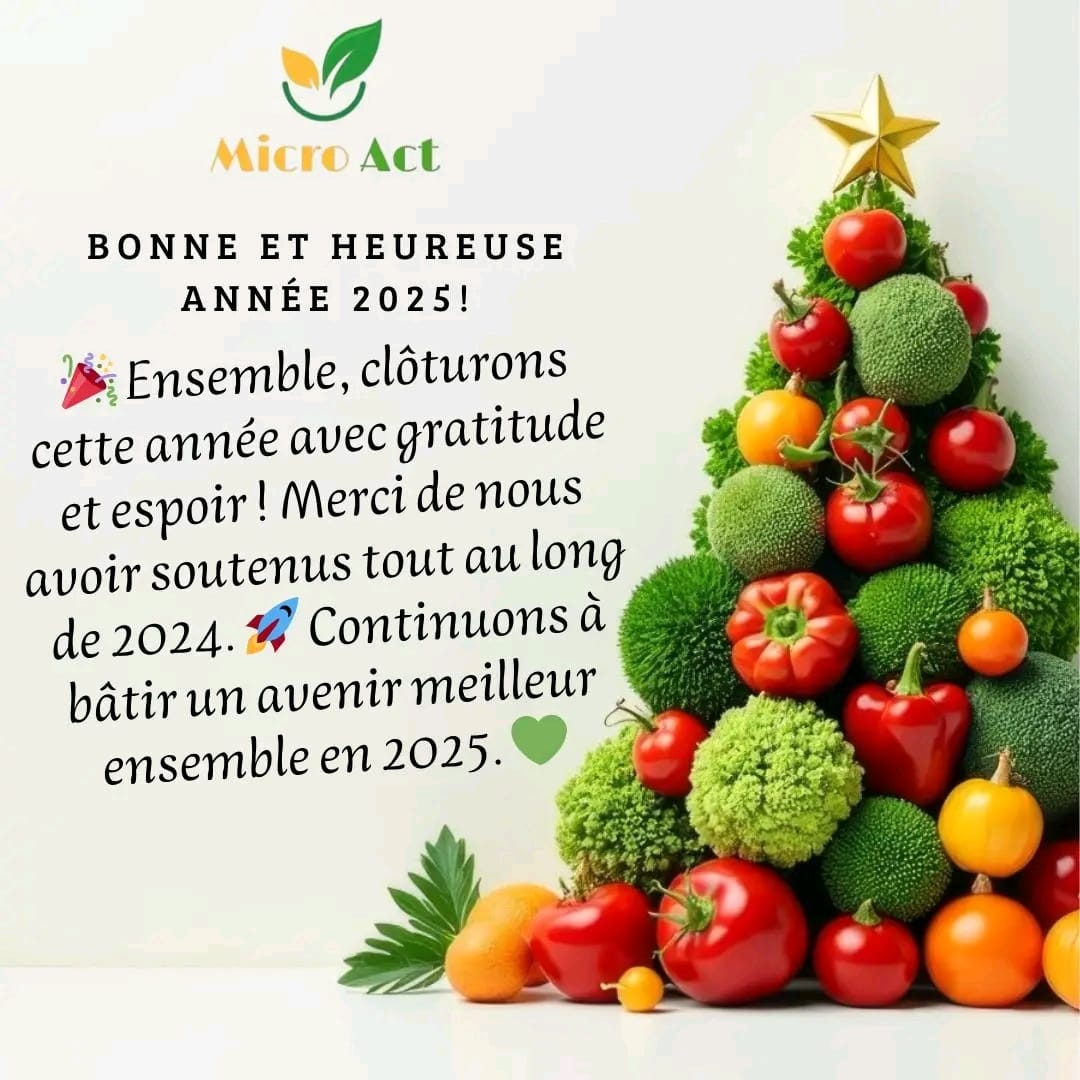 Micro Act
BONNE ET HEUREUSE
ANNÉE 2025!
🎉 Ensemble, clôturons
cette année avec gratitude
et espoir ! Merci de nous
avoir soutenus tout au long
de 2024. 🚀 Continuons à
bâtir un avenir meilleur
ensemble en 2025. 💚